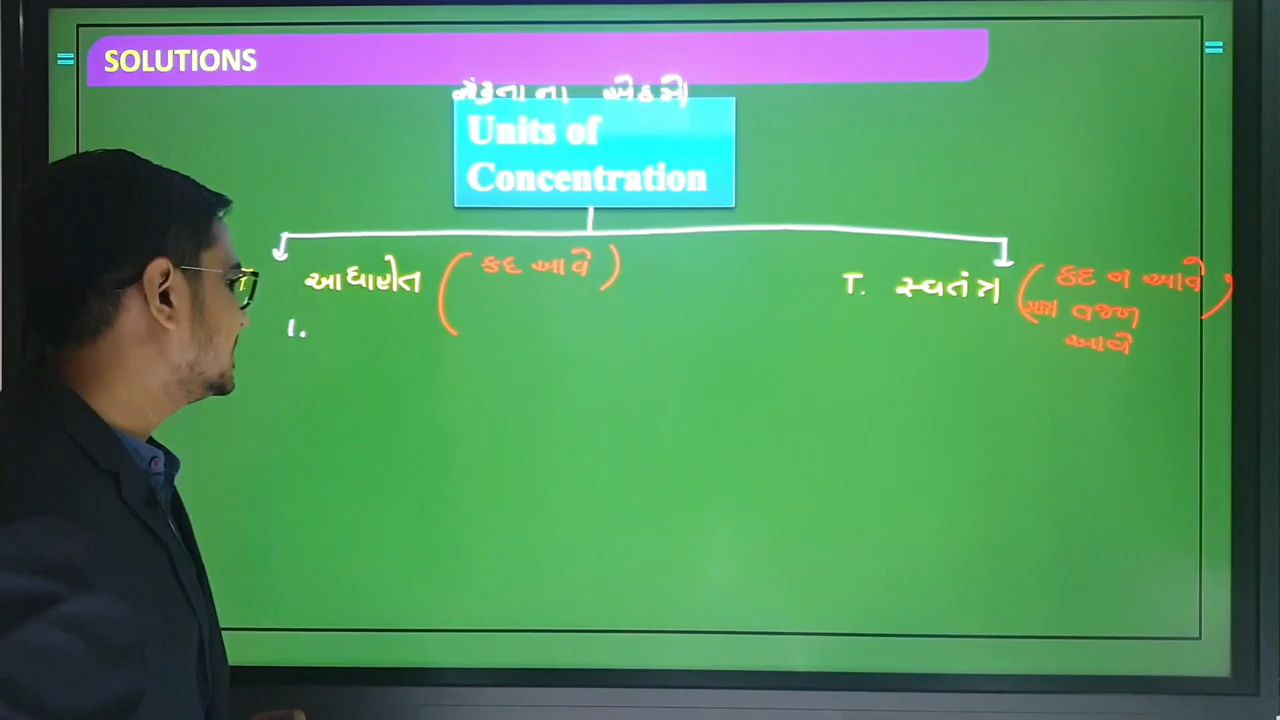 SOLUTIONS
સાંદ્રતાના એકમો
Units of
Concentration
આધારિત (કદ આવે)
T. સ્વતંત્ર (કદ ન આવે)
માત્ર વજન
આવે
1.